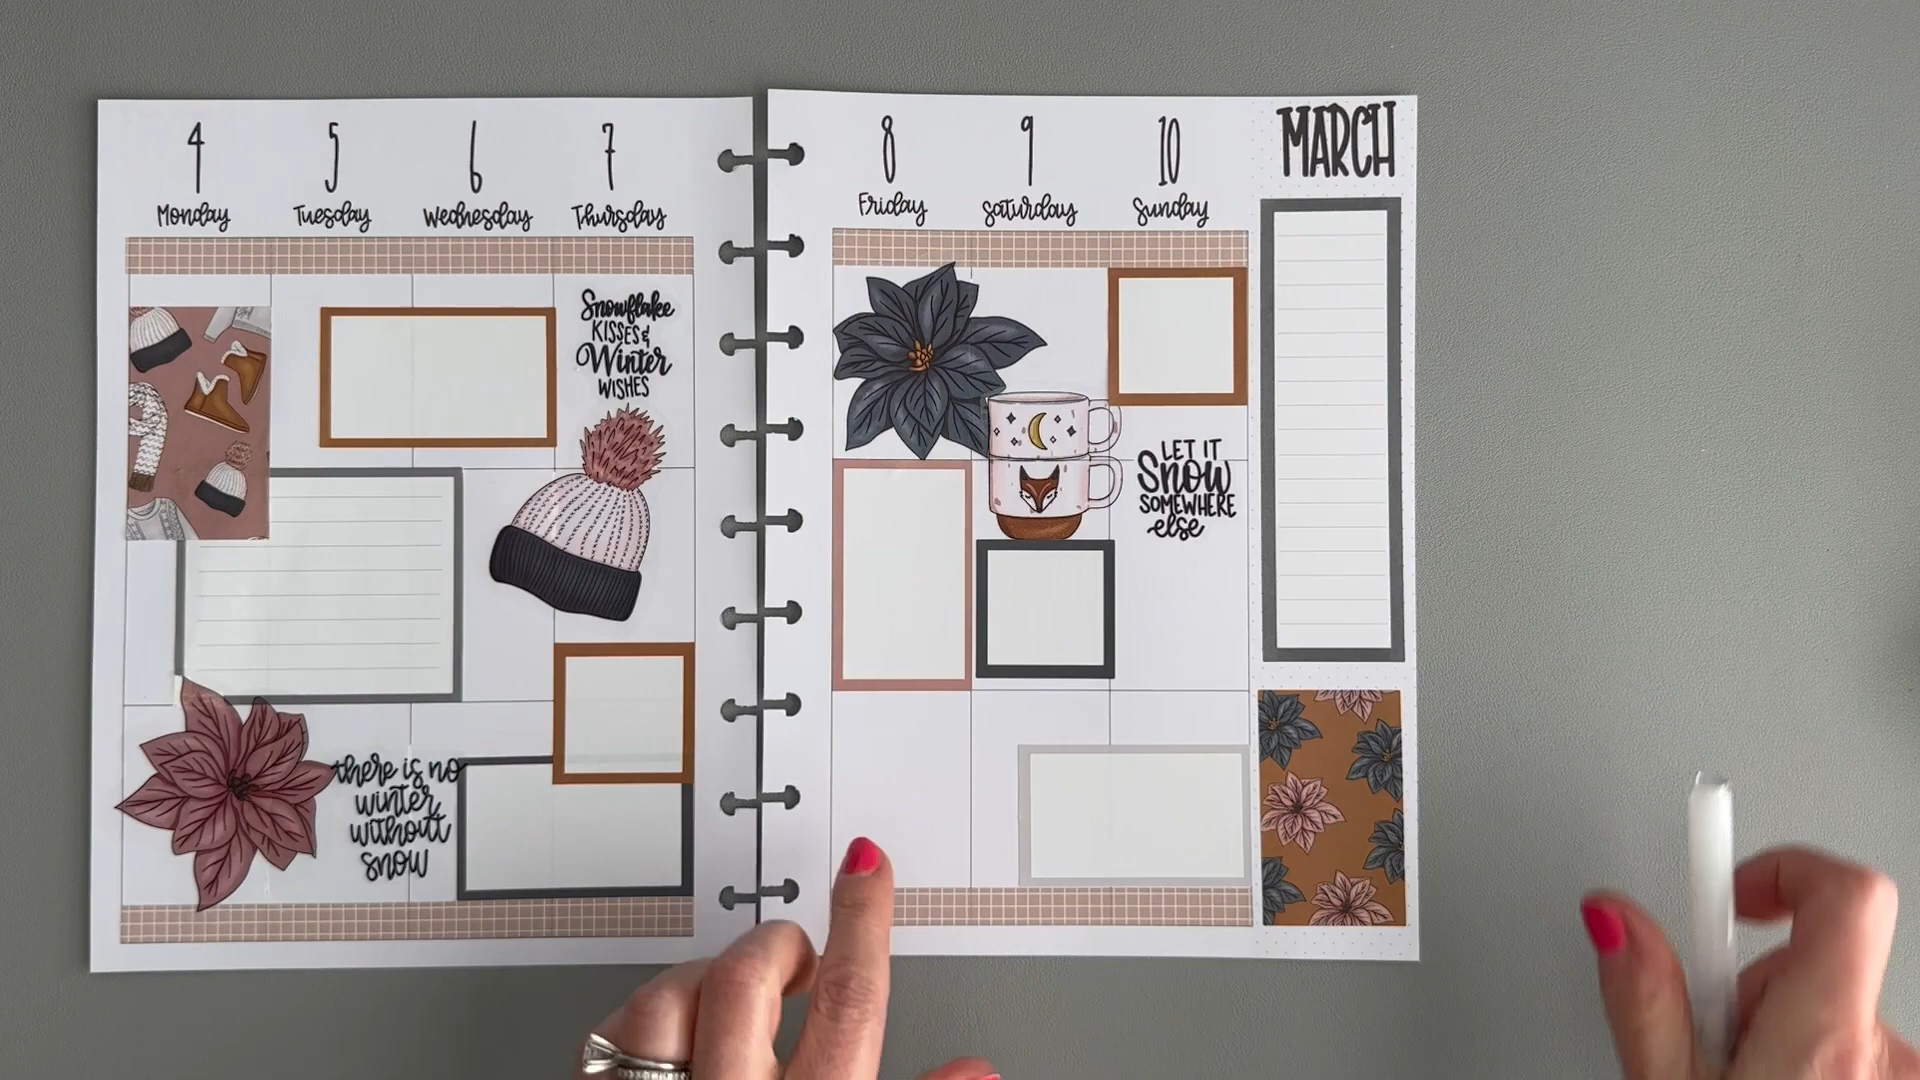 4
5
6
7
Monday
Tuesday
Wednesday
Thursday
Snowflake
KISSES &
Winter
WISHES
there is no
winter
without
snow
8
9
10
MARCH
Friday
Saturday
Sunday
LET IT
Snow
SOMEWHERE
else